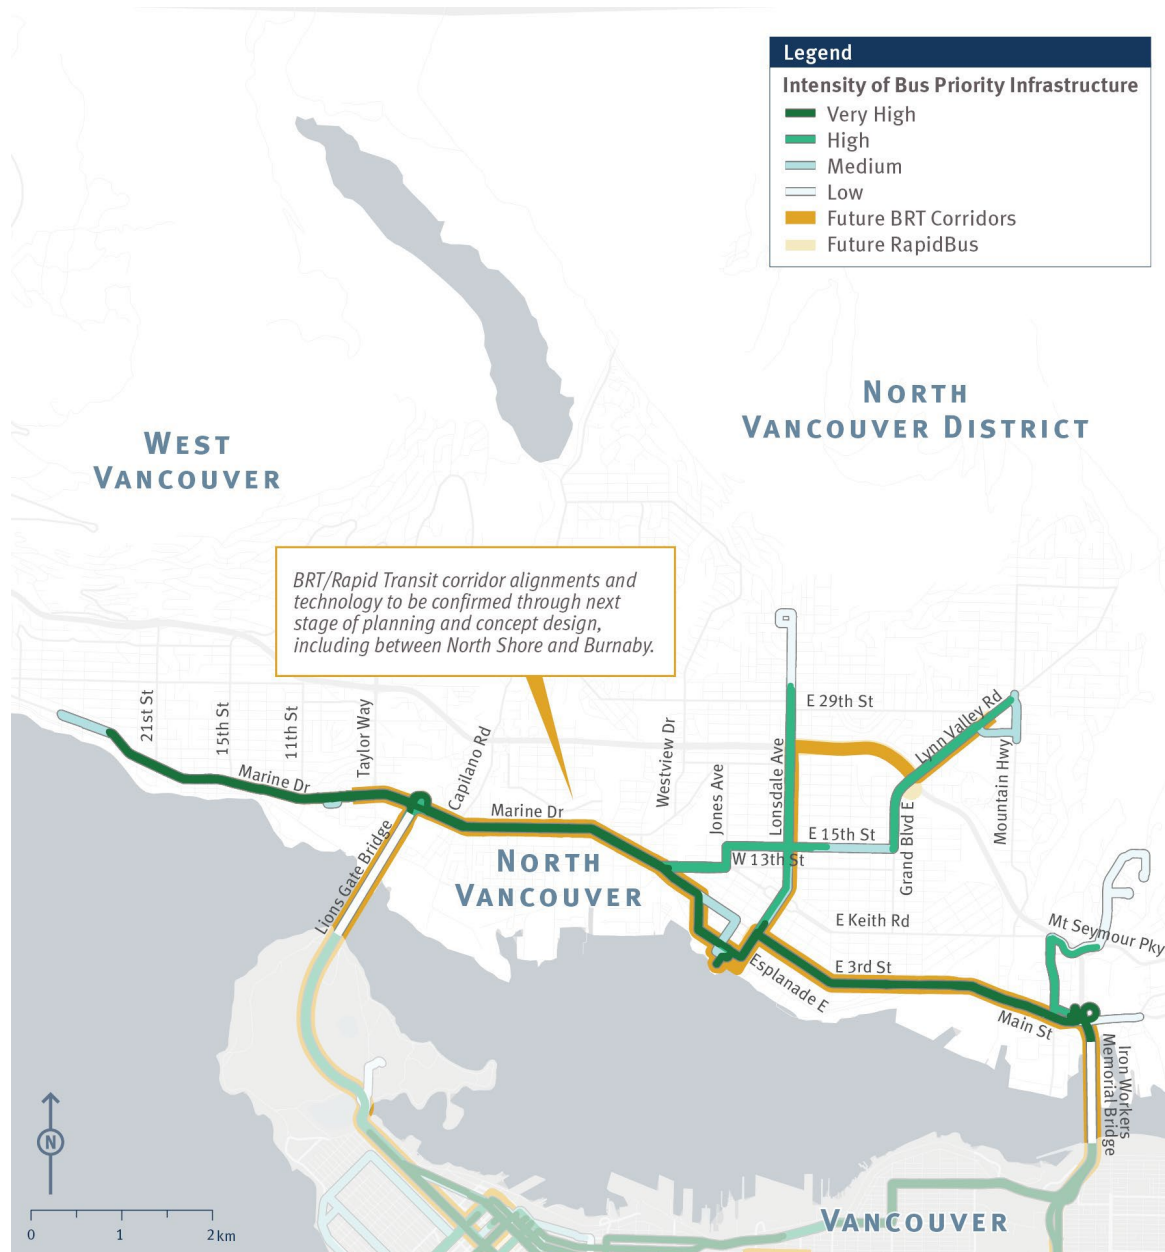 Legend
Intensity of Bus Priority Infrastructure
Very High
High
Medium
Low
Future BRT Corridors
Future RapidBus
NORTH
VANCOUVER DISTRICT
WEST
VANCOUVER
BRT/Rapid Transit corridor alignments and
technology to be confirmed through next
stage of planning and concept design,
including between North Shore and Burnaby.
21st St
15th St
11th St
Taylor Way
Capilano Rd
Westview Dr
Jones Ave
Lonsdale Ave
E 29th St
Lynn Valley Rd
Mountain Hwy
Marine Dr
Marine Dr
E 15th St
W 13th St
Grand Blvd E
Lions Gate Bridge
NORTH
VANCOUVER
E Keith Rd
Mt Seymour Pky
E 3rd St
Esplanade E
Main St
Iron Workers
Memorial Bridge
N
0 1 2 km
VANCOUVER